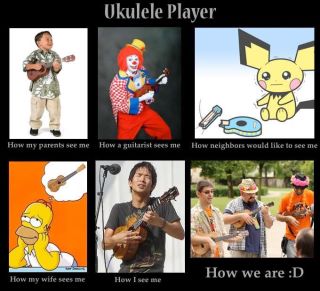 Ukulele Player
How my parents see me
How a guitarist sees me
How neighbors would like to see me
How my wife sees me
How I see me
How we are :D